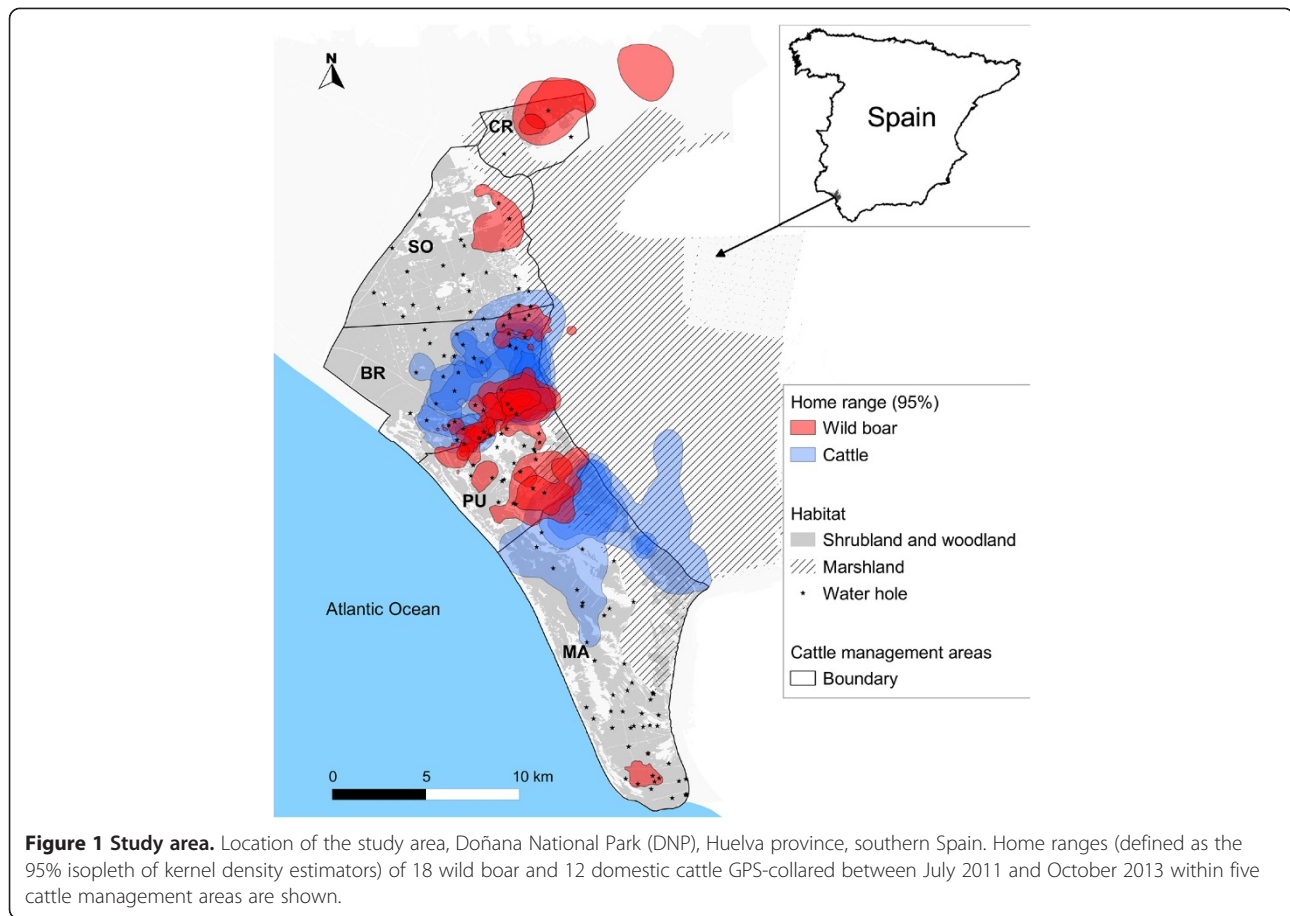 N
Spain
CR
SO
BR
PU
MA
Atlantic Ocean
0 5 10 km
Home range (95%)
Wild boar
Cattle
Habitat
Shrubland and woodland
Marshland
Water hole
Cattle management areas
Boundary
Figure 1 Study area. Location of the study area, Doñana National Park (DNP), Huelva province, southern Spain. Home ranges (defined as the
95% isopleth of kernel density estimators) of 18 wild boar and 12 domestic cattle GPS-collared between July 2011 and October 2013 within five
cattle management areas are shown.